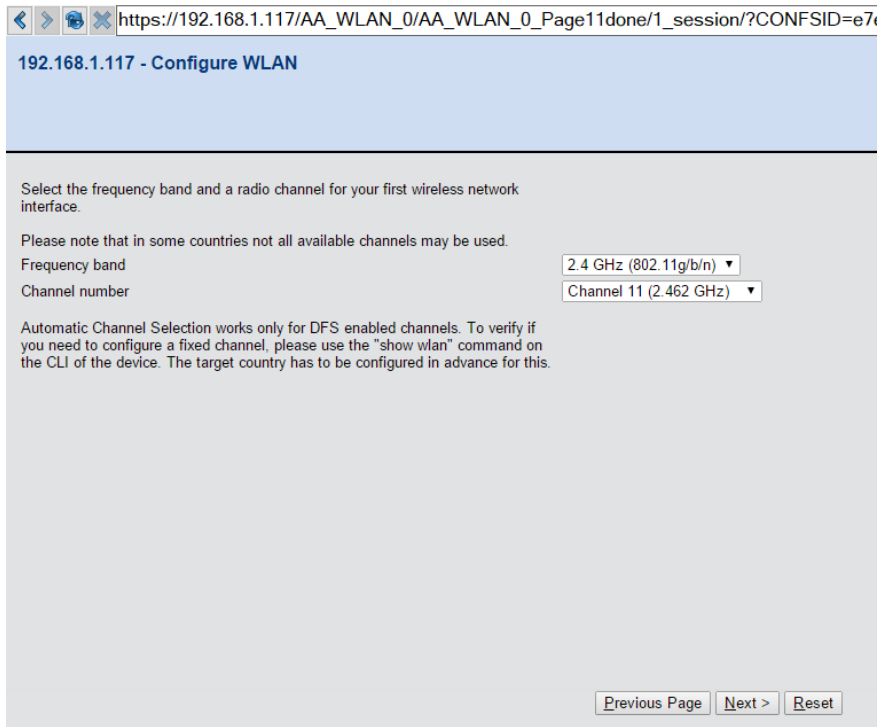 https://192.168.1.117/AA_WLAN_0/AA_WLAN_0_Page11done/1_session/?CONFSID=e7e
192.168.1.117 - Configure WLAN
Select the frequency band and a radio channel for your first wireless network
interface.
Please note that in some countries not all available channels may be used.
Frequency band 2.4 GHz (802.11g/b/n)
Channel number Channel 11 (2.462 GHz)
Automatic Channel Selection works only for DFS enabled channels. To verify if
you need to configure a fixed channel, please use the "show wlan" command on
the CLI of the device. The target country has to be configured in advance for this.
Previous Page Next > Reset